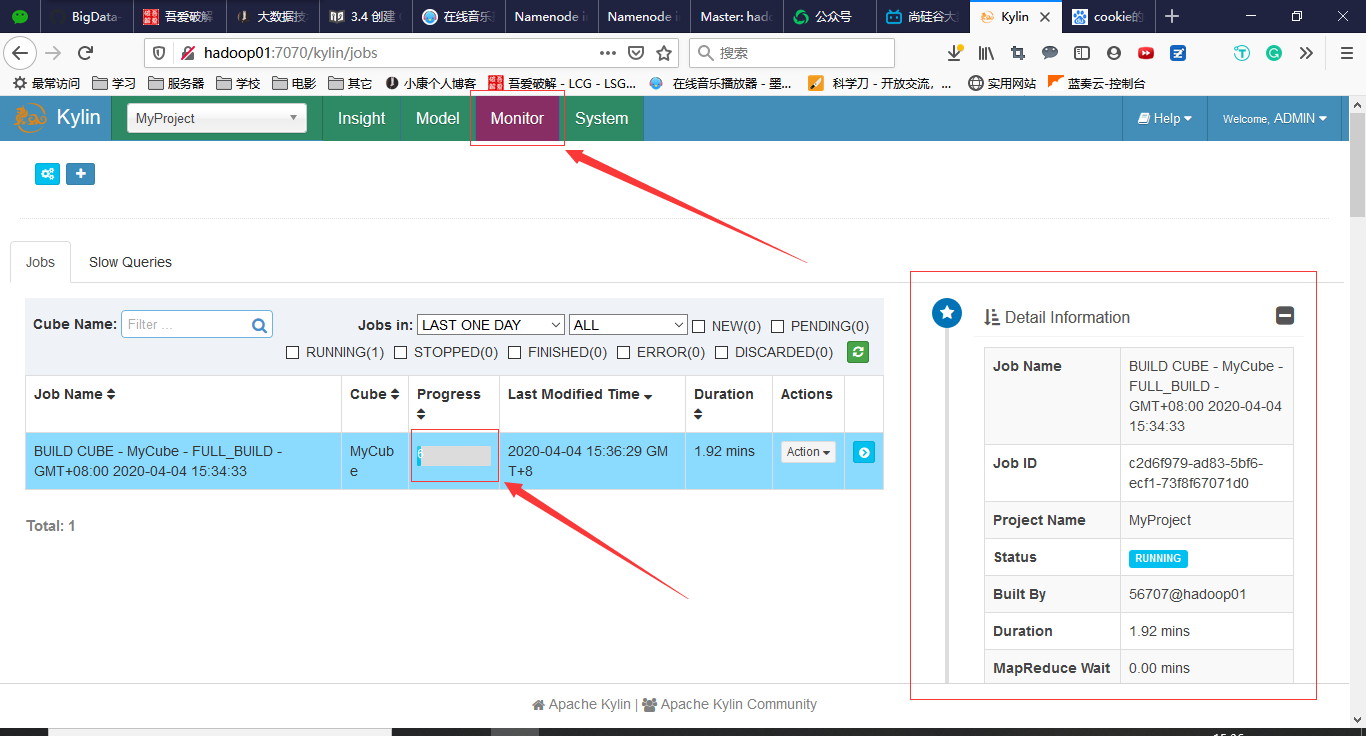 BigData-
吾爱破解
大数据技
3.4 创建
在线音乐
Namenode i
Namenode i
Master: had
公众号
尚硅谷大
Kylin
cookie的
hadoop01:7070/kylin/jobs
搜索
最常访问
学习
服务器
学校
电影
其它
小康个人博客
吾爱破解 - LCG - LSG...
在线音乐播放器 - 墨...
科学刀 - 开放交流，...
实用网站
蓝奏云-控制台
Kylin
MyProject
Insight
Model
Monitor
System
Help
Welcome, ADMIN
Jobs
Slow Queries
Cube Name:
Filter ...
Jobs in:
LAST ONE DAY
ALL
NEW(0)
PENDING(0)
RUNNING(1)
STOPPED(0)
FINISHED(0)
ERROR(0)
DISCARDED(0)
Job Name
Cube
Progress
Last Modified Time
Duration
Actions
BUILD CUBE - MyCube - FULL_BUILD -
GMT+08:00 2020-04-04 15:34:33
MyCub
e
2020-04-04 15:36:29 GM
T+8
1.92 mins
Action
Total: 1
Detail Information
Job Name
BUILD CUBE - MyCube -
FULL_BUILD -
GMT+08:00 2020-04-04
15:34:33
Job ID
c2d6f979-ad83-5bf6-
ecf1-73f8f67071d0
Project Name
MyProject
Status
RUNNING
Built By
56707@hadoop01
Duration
1.92 mins
MapReduce Wait
0.00 mins
Apache Kylin | Apache Kylin Community